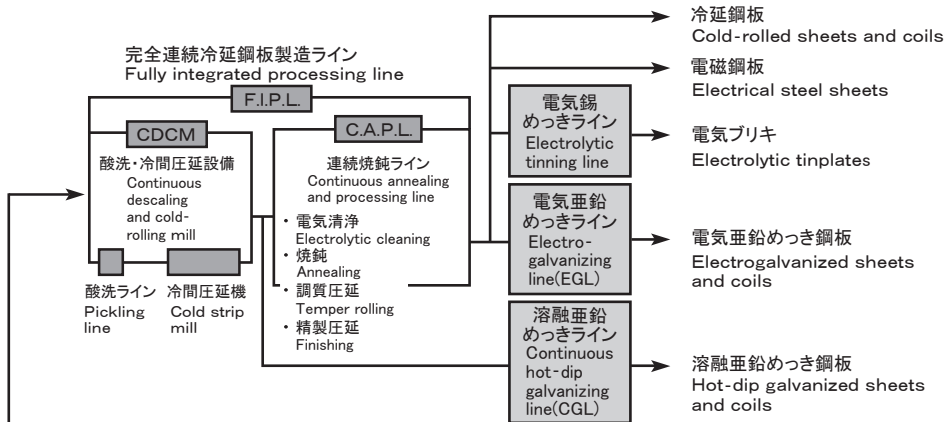 完全連続冷延鋼板製造ライン
Fully integrated processing line
F.I.P.L.
CDCM
酸洗・冷間圧延設備
Continuous
descaling
and cold-
rolling mill
酸洗ライン
Pickling
line
冷間圧延機
Cold strip
mill
C.A.P.L.
連続焼鈍ライン
Continuous annealing
and processing line
・電気清浄
Electrolytic cleaning
・焼鈍
Annealing
・調質圧延
Temper rolling
・精製圧延
Finishing
電気錫
めっきライン
Electrolytic
tinning line
電気亜鉛
めっきライン
Electro-
galvanizing
line(EGL)
溶融亜鉛
めっきライン
Continuous
hot-dip
galvanizing
line(CGL)
冷延鋼板
Cold-rolled sheets and coils
電磁鋼板
Electrical steel sheets
電気ブリキ
Electrolytic tinplates
電気亜鉛めっき鋼板
Electrogalvanized sheets
and coils
溶融亜鉛めっき鋼板
Hot-dip galvanized sheets
and coils